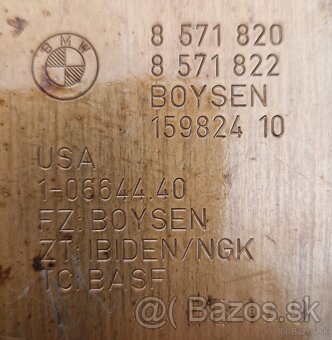 BMW
8 571 820
8 571 822
BOYSEN
159824 10
USA
1-06644.40
FZ: BOYSEN
ZT: IBIDEN/NGK
TC: BASF
Bazos.sk